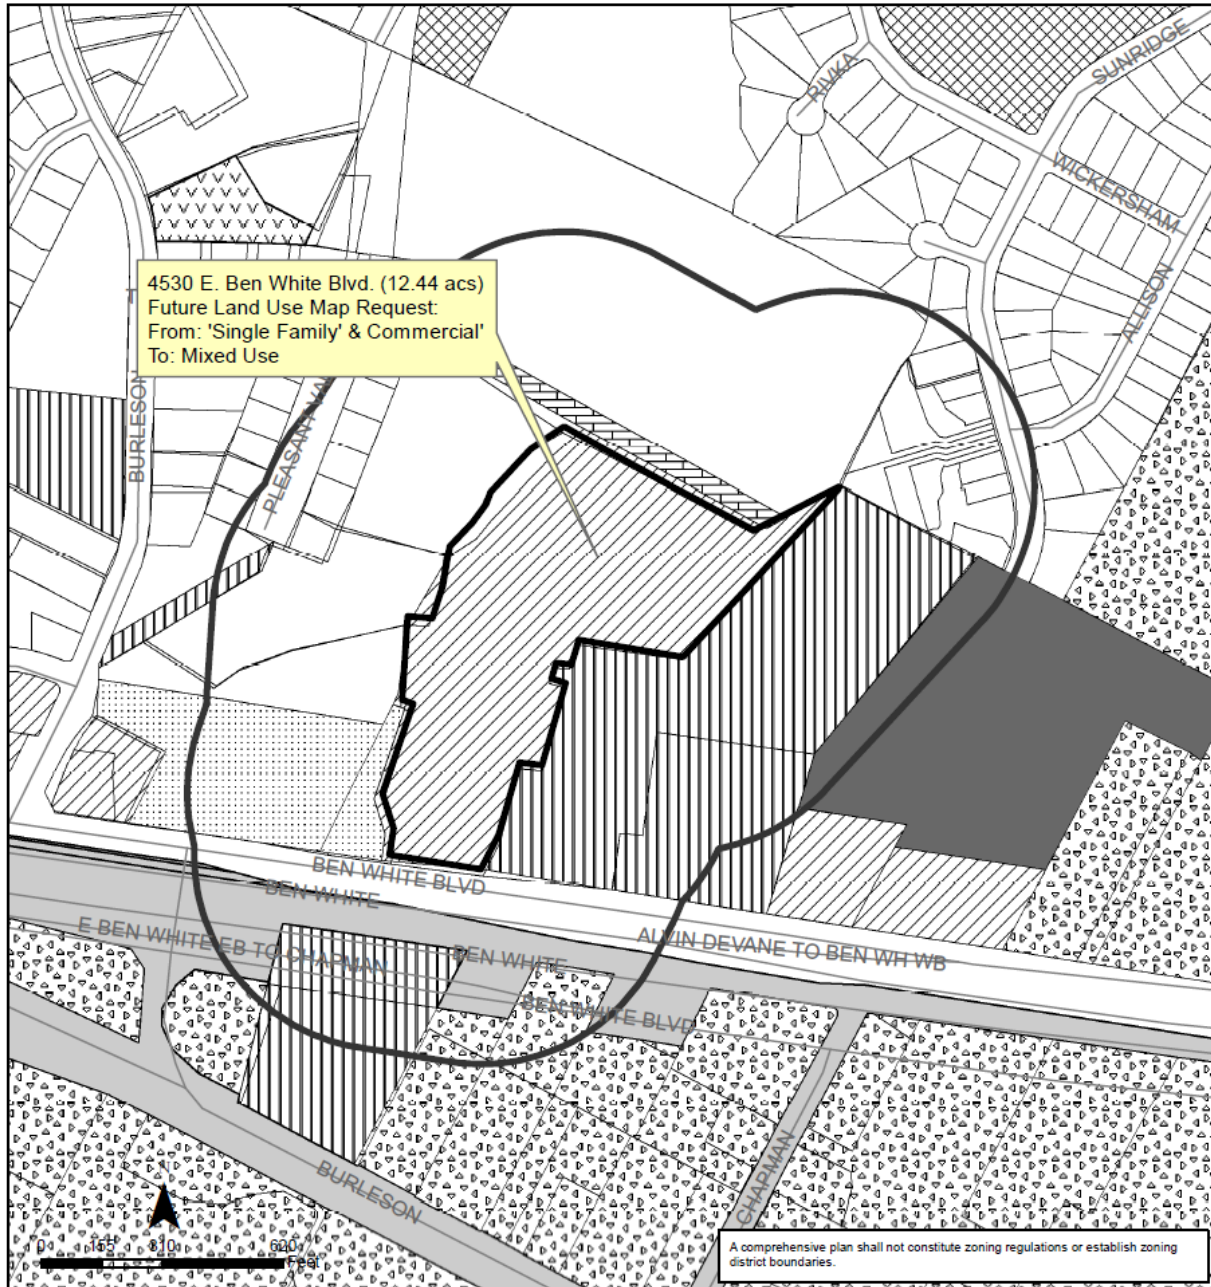 RIVKA
SUNRIDGE
WICKERSHAM
ALLISON
4530 E. Ben White Blvd. (12.44 acs)
Future Land Use Map Request:
From: 'Single Family' & Commercial'
To: Mixed Use
BURLESON
BEN WHITE BLVD
BEN WHITE
E BEN WHITE EB TO CHAPMAN
BEN WHITE
ALVIN DEVANE TO BEN WH WB
BEN WHITE BLVD
BURLESON
CHAPMAN
N
0 155 310 620
Feet
A comprehensive plan shall not constitute zoning regulations or establish zoning
district boundaries.